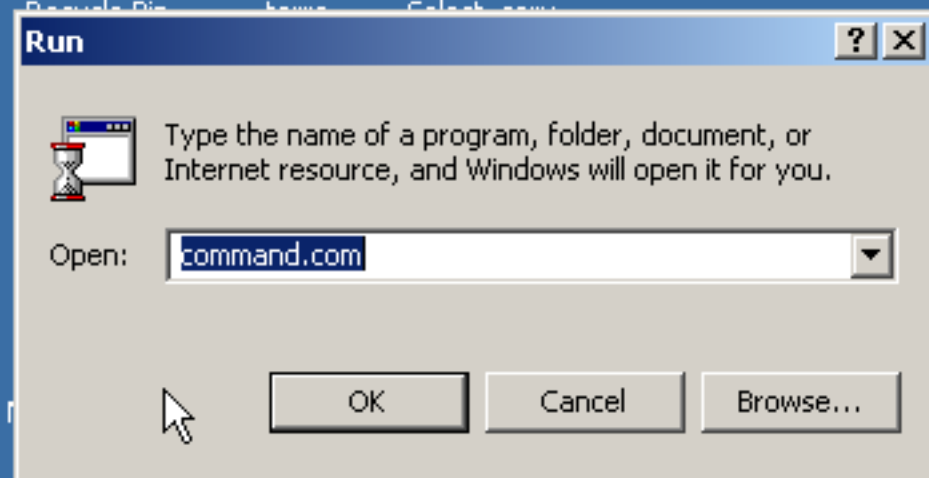 Run
Type the name of a program, folder, document, or
Internet resource, and Windows will open it for you.
Open: command.com
OK Cancel Browse...